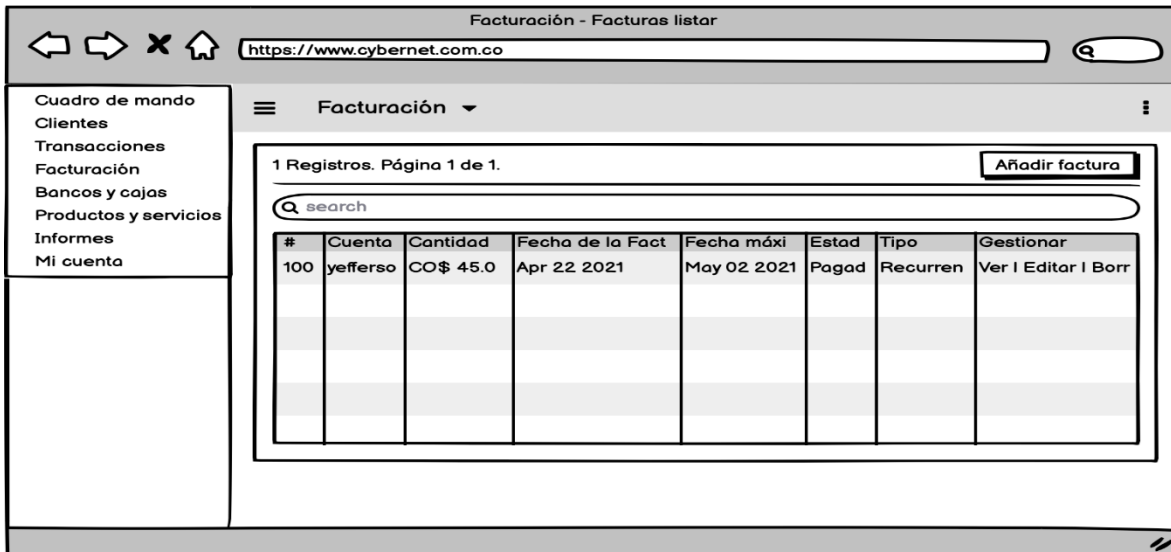 Facturación - Facturas listar
https://www.cybernet.com.co
Cuadro de mando
Clientes
Transacciones
Facturación
Bancos y cajas
Productos y servicios
Informes
Mi cuenta
Facturación
1 Registros. Página 1 de 1.
Añadir factura
search
# Cuenta Cantidad Fecha de la Fact Fecha máxi Estad Tipo Gestionar
100 yefferso CO$ 45.0 Apr 22 2021 May 02 2021 Pagad Recurren Ver | Editar | Borr